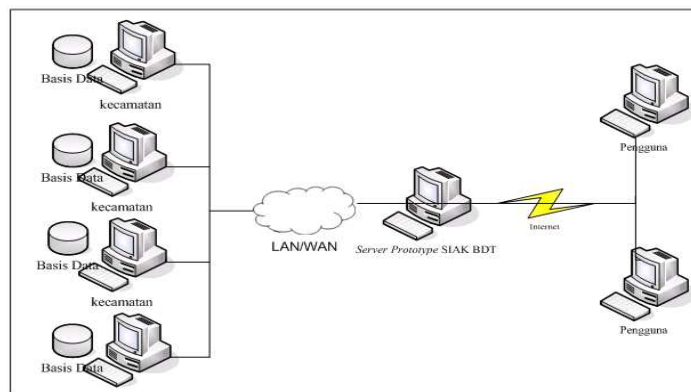 Basis Data
kecamatan
Basis Data
kecamatan
Basis Data
kecamatan
Basis Data
LAN/WAN
Server Prototype SIAK BDT
Internet
Pengguna
Pengguna